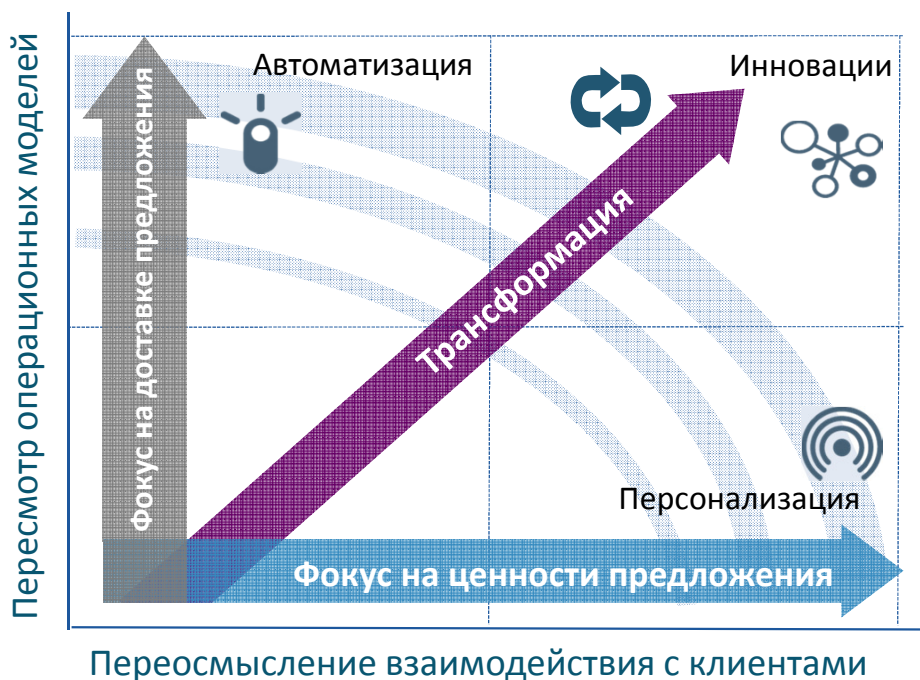 Пересмотр операционных моделей
Фокус на доставке предложения
Автоматизация
Инновации
Трансформация
Персонализация
Фокус на ценности предложения
Переосмысление взаимодействия с клиентами